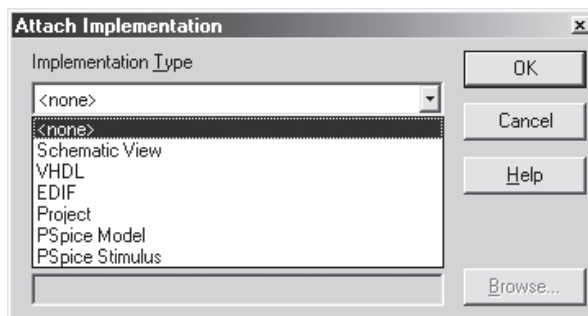 Attach Implementation
Implementation Type
<none>
<none>
Schematic View
VHDL
EDIF
Project
PSpice Model
PSpice Stimulus
OK
Cancel
Help
Browse...